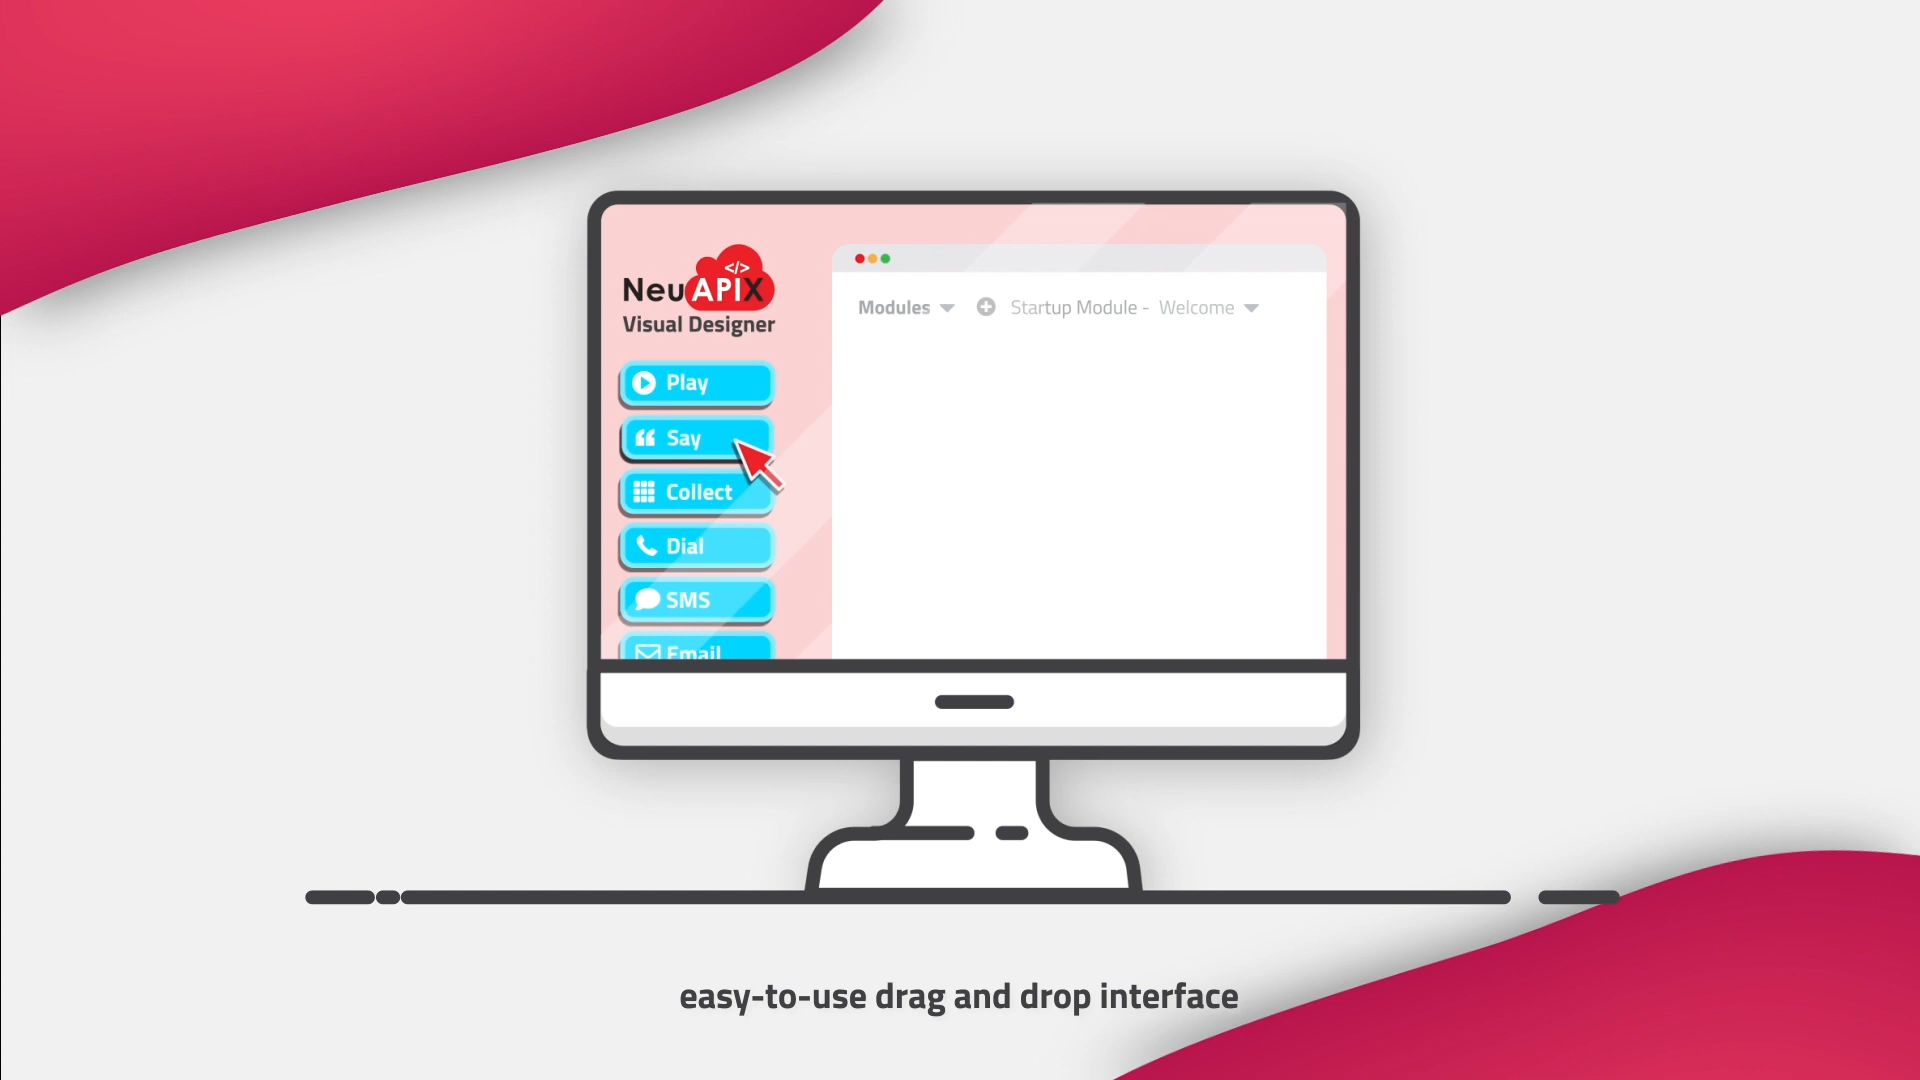 </>
NeuAPIX
Visual Designer
Play
Say
Collect
Dial
SMS
Email
Modules
Startup Module - Welcome
easy-to-use drag and drop interface